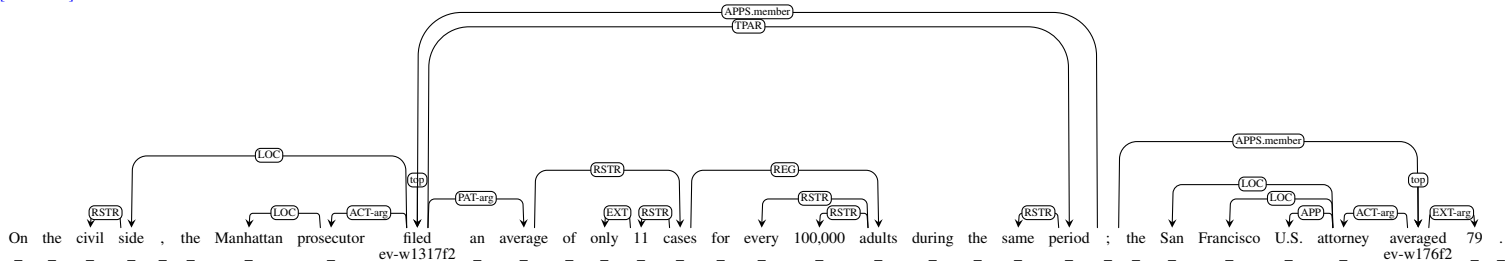 APPS.member
TPAR
APPS.member
LOC
RSTR REG LOC
top top
PAT-arg RSTR LOC
RSTR LOC ACT-arg EXT RSTR RSTR RSTR APP ACT-arg EXT-arg
On the civil side , the Manhattan prosecutor filed an average of only 11 cases for every 100,000 adults during the same period ; the San Francisco U.S. attorney averaged 79 .
_ _ _ _ _ _ _ _ ev-w1317f2 _ _ _ _ _ _ _ _ _ _ _ _ _ _ _ _ _ _ _ _ ev-w176f2 _ _